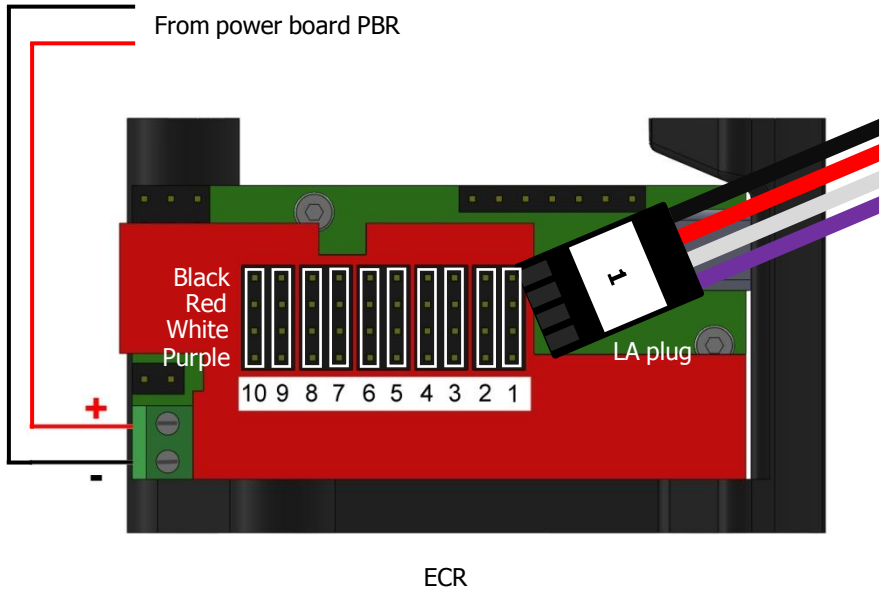 From power board PBR
Black
Red
White
Purple
1
LA plug
10 9 8 7 6 5 4 3 2 1
+
-
ECR